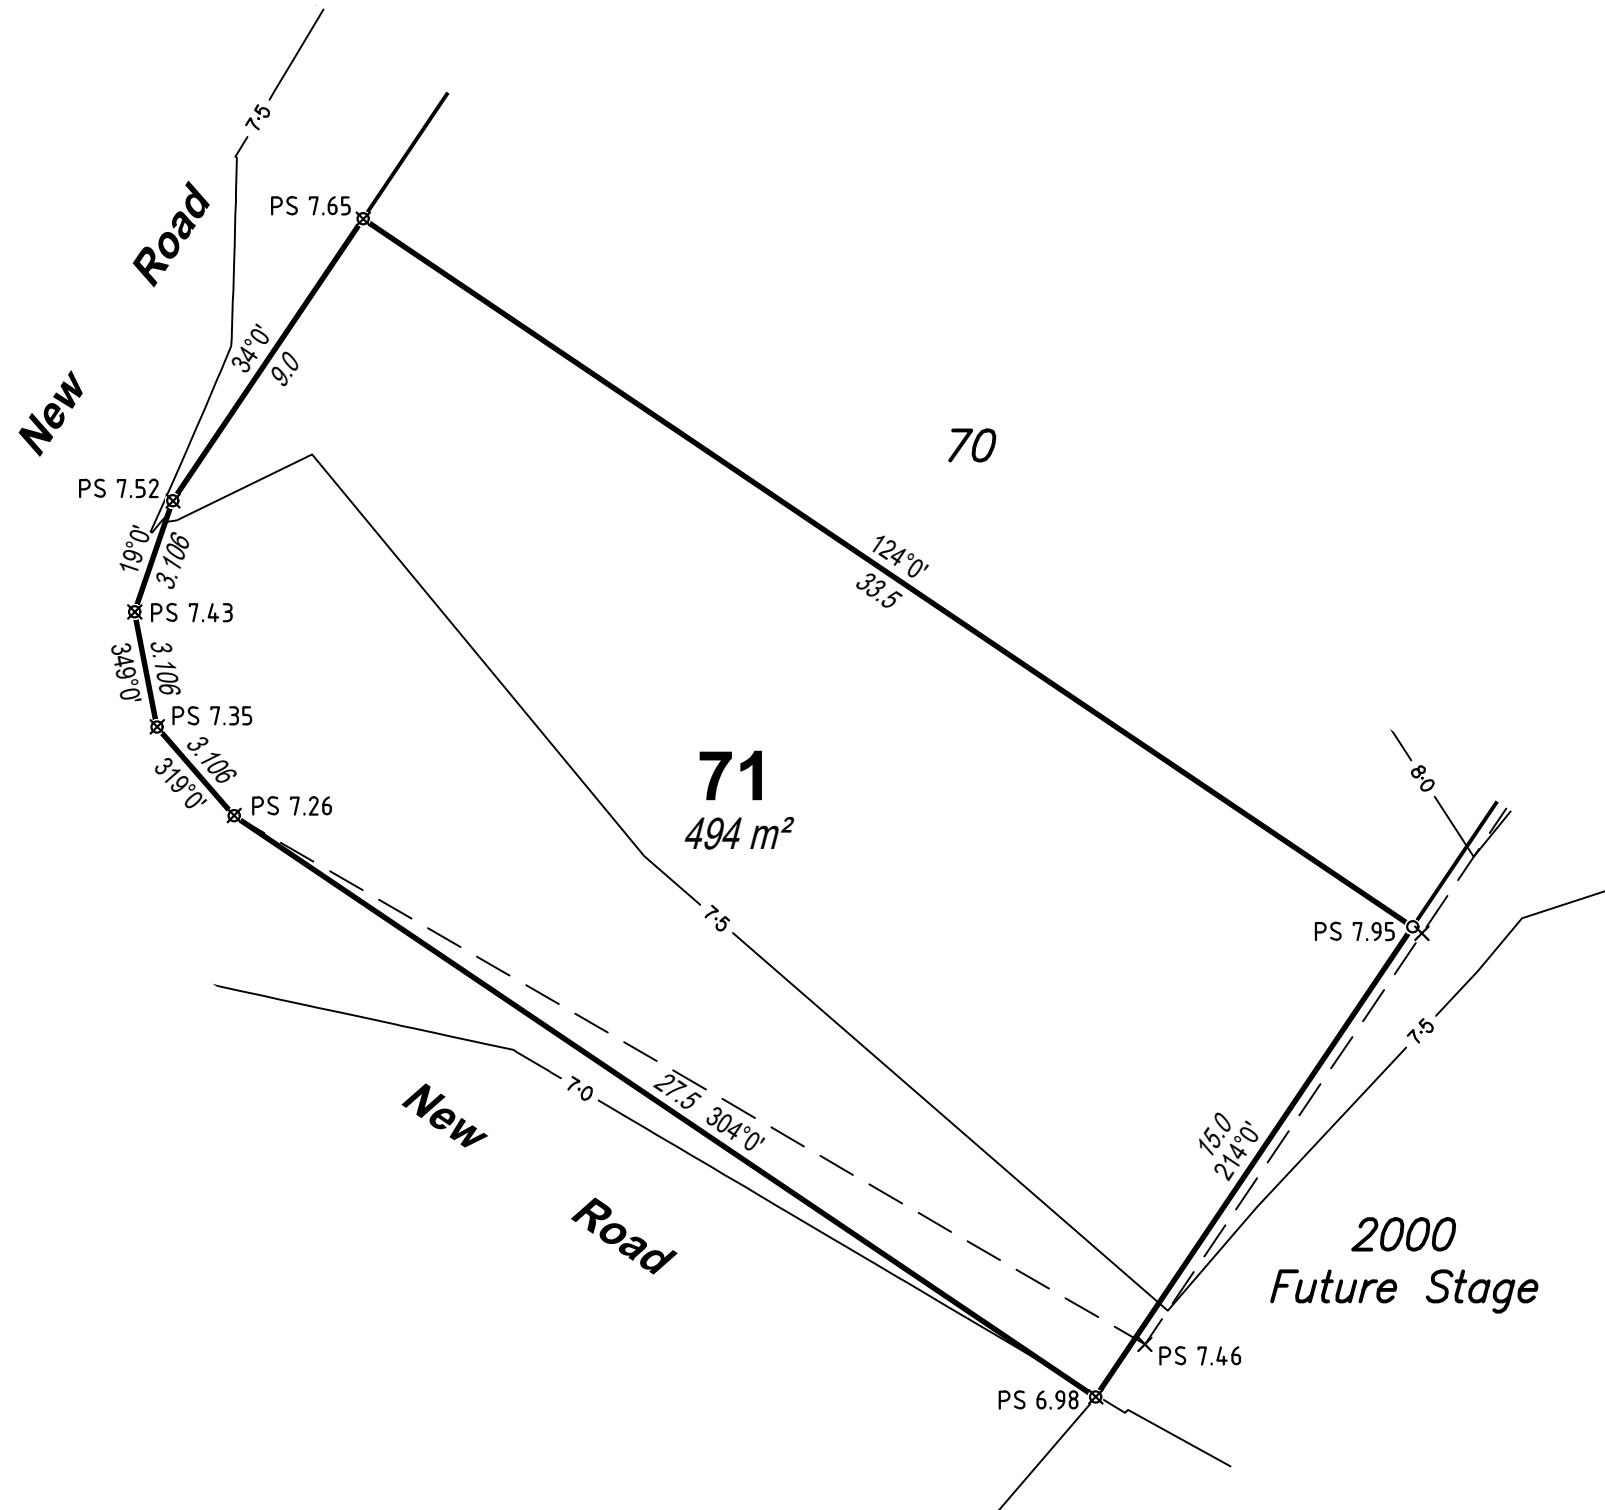 7·5
Road
PS 7.65
34°0'
9.0
New
70
PS 7.52
19°0'
3.106
124°0'
33.5
PS 7.43
3.106
349°0'
PS 7.35
3.106
319°0'
71
494 m²
8·0
PS 7.26
7·5
PS 7.95
7·5
7·0
27.5 304°0'
New
15.0
214°0'
Road
2000
Future Stage
PS 7.46
PS 6.98